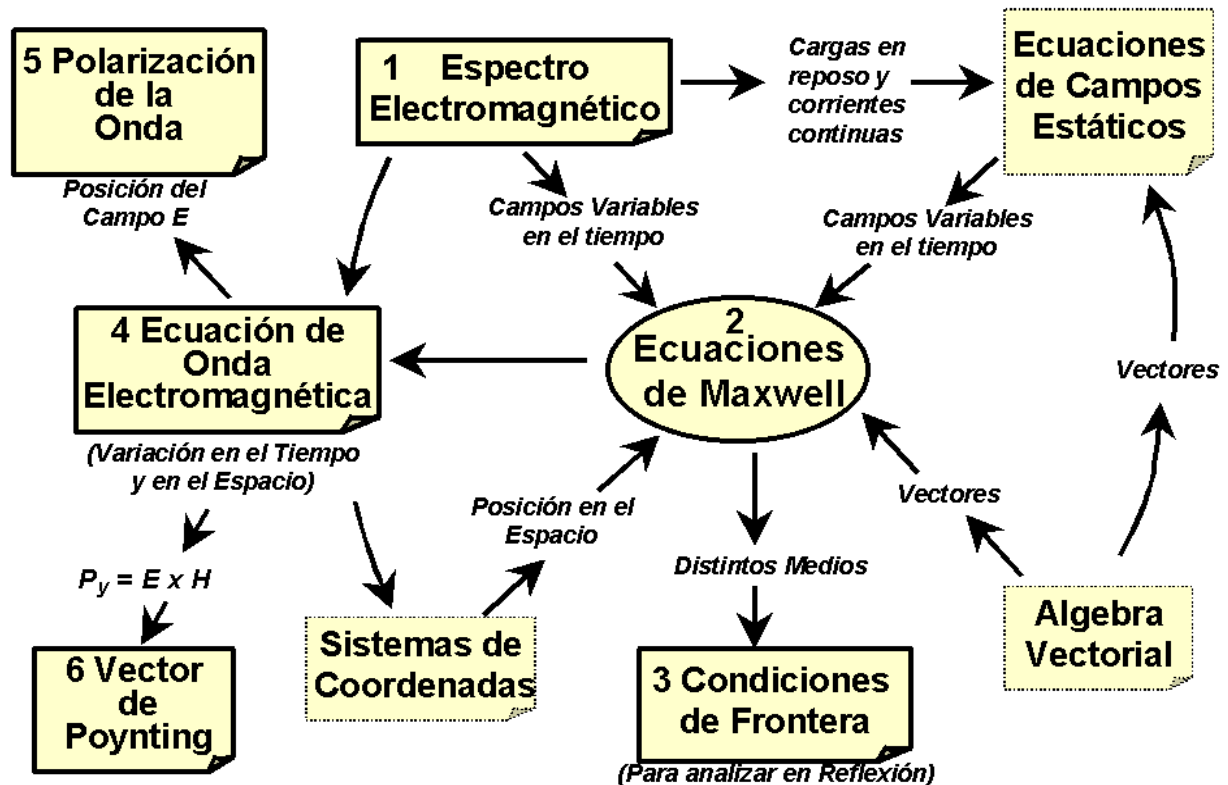 5 Polarización
de la
Onda
1 Espectro
Electromagnético
Cargas en
reposo y
corrientes
continuas
Ecuaciones
de Campos
Estáticos
Posición del
Campo E
Campos Variables
en el tiempo
Campos Variables
en el tiempo
4 Ecuación de
Onda
Electromagnética
2
Ecuaciones
de Maxwell
Vectores
(Variación en el Tiempo
y en el Espacio)
Posición en el
Espacio
Vectores
Py = E x H
Distintos Medios
Sistemas de
Coordenadas
Algebra
Vectorial
6 Vector
de
Poynting
3 Condiciones
de Frontera
(Para analizar en Reflexión)